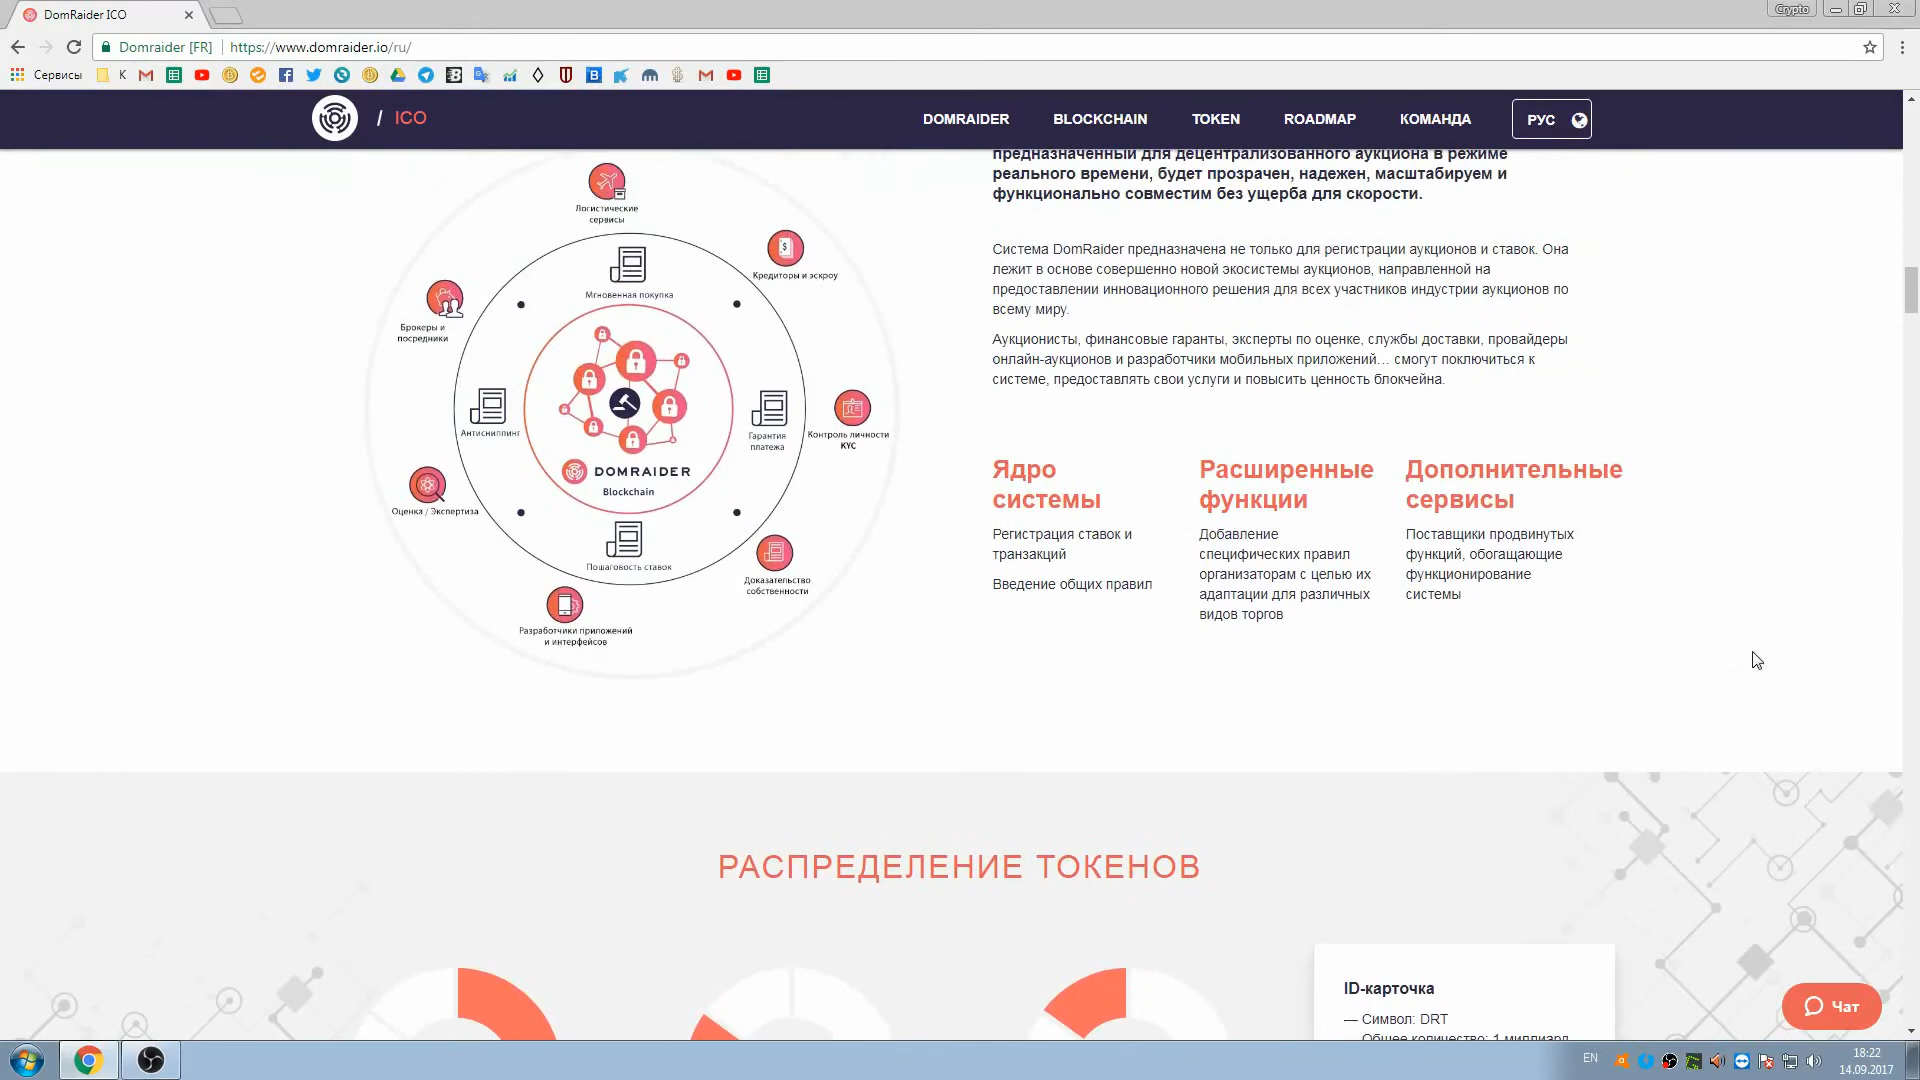 DomRaider ICO
Crypto
Domraider [FR]
https://www.domraider.io/ru/
Сервисы
K
/ ICO
DOMRAIDER
BLOCKCHAIN
TOKEN
ROADMAP
КОМАНДА
РУС
предназначенный для децентрализованного аукциона в режиме
реального времени, будет прозрачен, надежен, масштабируем и
функционально совместим без ущерба для скорости.
Система DomRaider предназначена не только для регистрации аукционов и ставок. Она
лежит в основе совершенно новой экосистемы аукционов, направленной на
предоставлении инновационного решения для всех участников индустрии аукционов по
всему миру.
Аукционисты, финансовые гаранты, эксперты по оценке, службы доставки, провайдеры
онлайн-аукционов и разработчики мобильных приложений… смогут поключиться к
системе, предоставлять свои услуги и повысить ценность блокчейна.
Логистические
сервисы
Кредиторы и эскроу
Мгновенная покупка
Брокеры и
посредники
Антисниппинг
Гарантия
платежа
Контроль личности
KYC
DOMRAIDER
Blockchain
Оценка / Экспертиза
Пошаговость ставок
Доказательство
собственности
Разработчики приложений
и интерфейсов
Ядро
системы
Регистрация ставок и
транзакций
Введение общих правил
Расширенные
функции
Добавление
специфических правил
организаторам с целью их
адаптации для различных
видов торгов
Дополнительные
сервисы
Поставщики продвинутых
функций, обогащающие
функционирование
системы
РАСПРЕДЕЛЕНИЕ ТОКЕНОВ
ID-карточка
— Символ: DRT
Общее количество: 1 миллиард
Чат
EN
18:22
14.09.2017